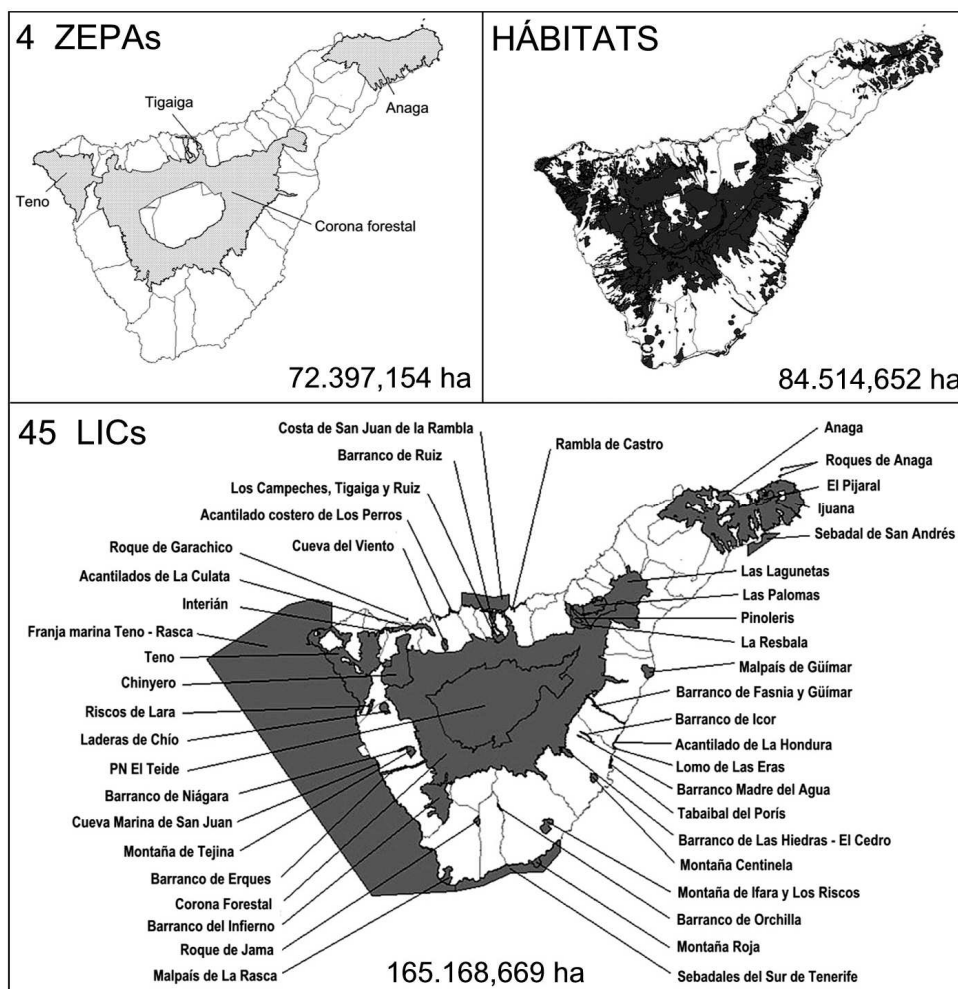 4 ZEPAs
Anaga
Tigaiga
Teno
Corona forestal
72.397,154 ha
HÁBITATS
84.514,652 ha
45 LICs
Costa de San Juan de la Rambla
Barranco de Ruiz
Los Campeches, Tigaiga y Ruiz
Acantilado costero de Los Perros
Cueva del Viento
Roque de Garachico
Acantilados de La Culata
Interián
Franja marina Teno - Rasca
Teno
Chinyero
Riscos de Lara
Laderas de Chío
PN El Teide
Barranco de Niágara
Cueva Marina de San Juan
Montaña de Tejina
Barranco de Erques
Corona Forestal
Barranco del Infierno
Roque de Jama
Malpaís de La Rasca
Rambla de Castro
Anaga
Roques de Anaga
El Pijaral
Ijuana
Sebadal de San Andrés
Las Lagunetas
Las Palomas
Pinoleris
La Resbala
Malpaís de Güímar
Barranco de Fasnia y Güímar
Barranco de Icor
Acantilado de La Hondura
Lomo de Las Eras
Barranco Madre del Agua
Tabaibal del Porís
Barranco de Las Hiedras - El Cedro
Montaña Centinela
Montaña de Ifara y Los Riscos
Barranco de Orchilla
Montaña Roja
Sebadales del Sur de Tenerife
165.168,669 ha